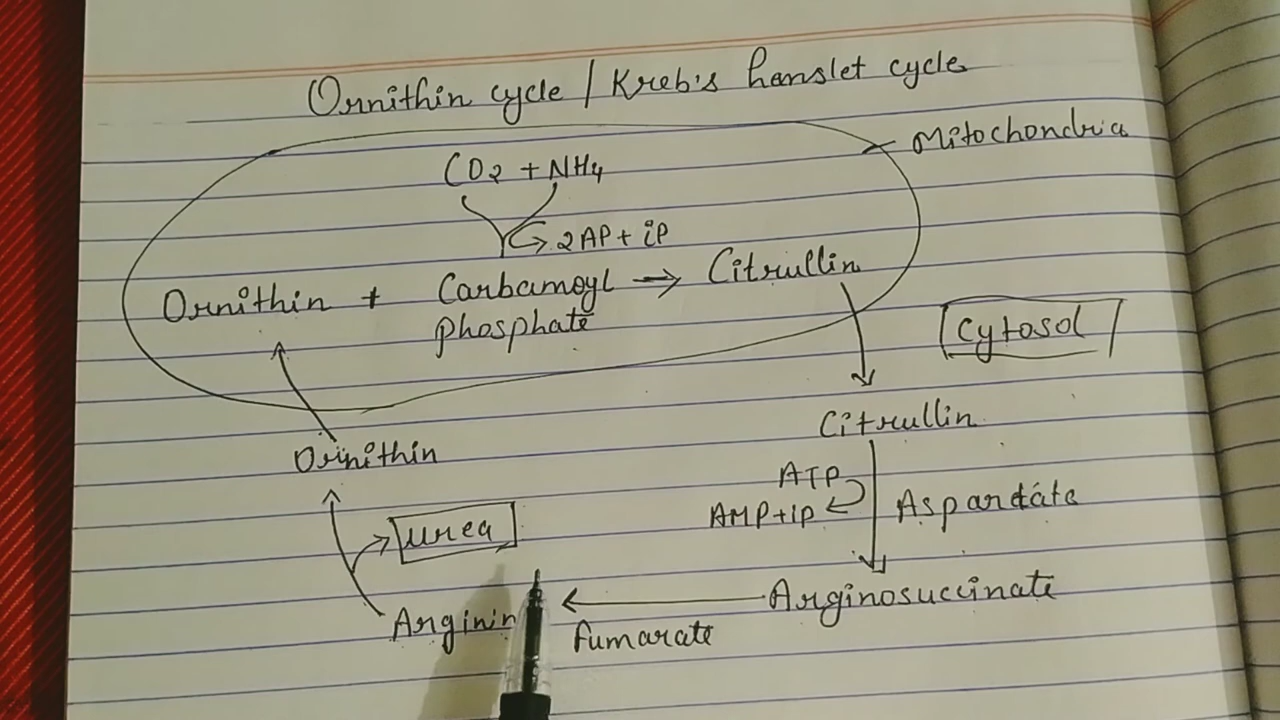 Ornithin cycle / Kreb's henslet cycle
Mitochondria
CO2 + NH4
2AP + iP
Ornithin + Carbamoyl phosphate → Citrullin
Cytosol
Citrullin
Ornithin
ATP
AMP+iP
Aspartate
urea
Arginosuccinate
Arginin
fumarate